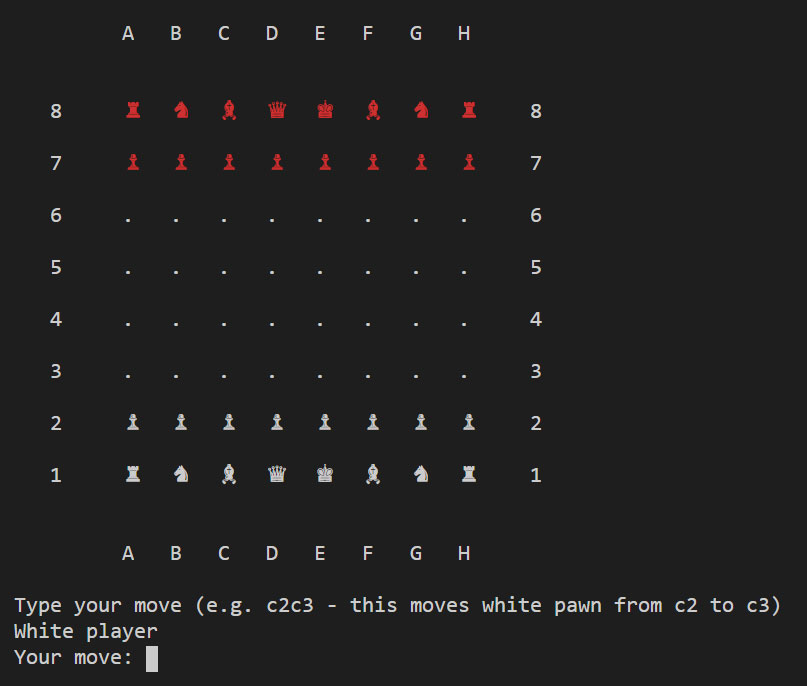 A B C D E F G H
8 ♜ ♞ ♝ ♛ ♚ ♝ ♞ ♜ 8
7 ♟ ♟ ♟ ♟ ♟ ♟ ♟ ♟ 7
6 . . . . . . . . 6
5 . . . . . . . . 5
4 . . . . . . . . 4
3 . . . . . . . . 3
2 ♟ ♟ ♟ ♟ ♟ ♟ ♟ ♟ 2
1 ♜ ♞ ♝ ♛ ♚ ♝ ♞ ♜ 1
A B C D E F G H
Type your move (e.g. c2c3 - this moves white pawn from c2 to c3)
White player
Your move: